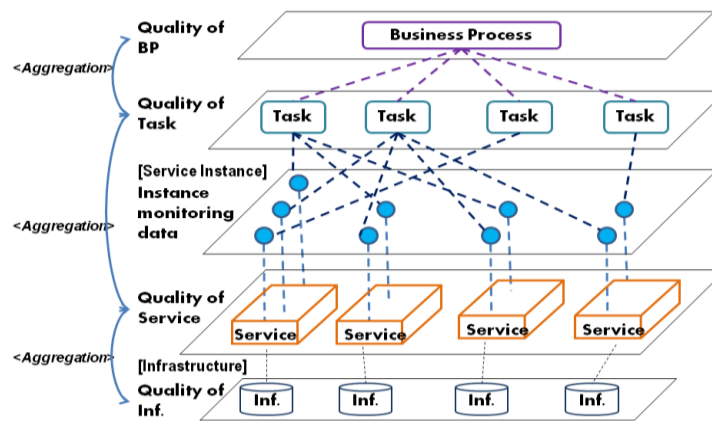 Quality of
BP
Business Process
<Aggregation>
Quality of
Task
Task Task Task Task
[Service Instance]
Instance
monitoring
data
<Aggregation>
Quality of
Service
Service Service Service Service
<Aggregation>
[Infrastructure]
Quality of
Inf.
Inf. Inf. Inf. Inf.